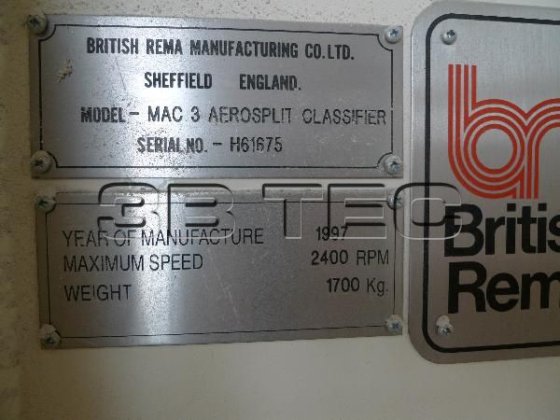 BRITISH REMA MANUFACTURING CO.LTD.
SHEFFIELD ENGLAND.
MODEL- MAC 3 AEROSPLIT CLASSIFIER
SERIAL NO.- H61675
3B TEC
YEAR OF MANUFACTURE 1997
MAXIMUM SPEED 2400 RPM
WEIGHT 1700 Kg.
br
Britis
Rem